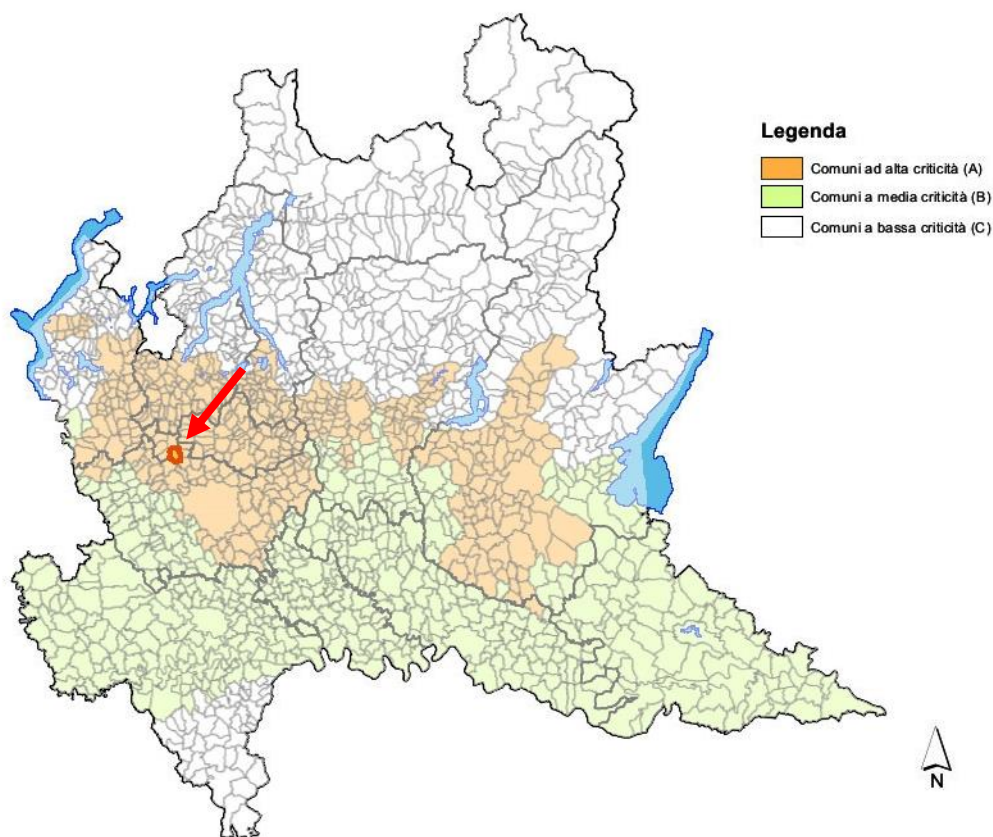 Legenda
Comuni ad alta criticità (A)
Comuni a media criticità (B)
Comuni a bassa criticità (C)
N